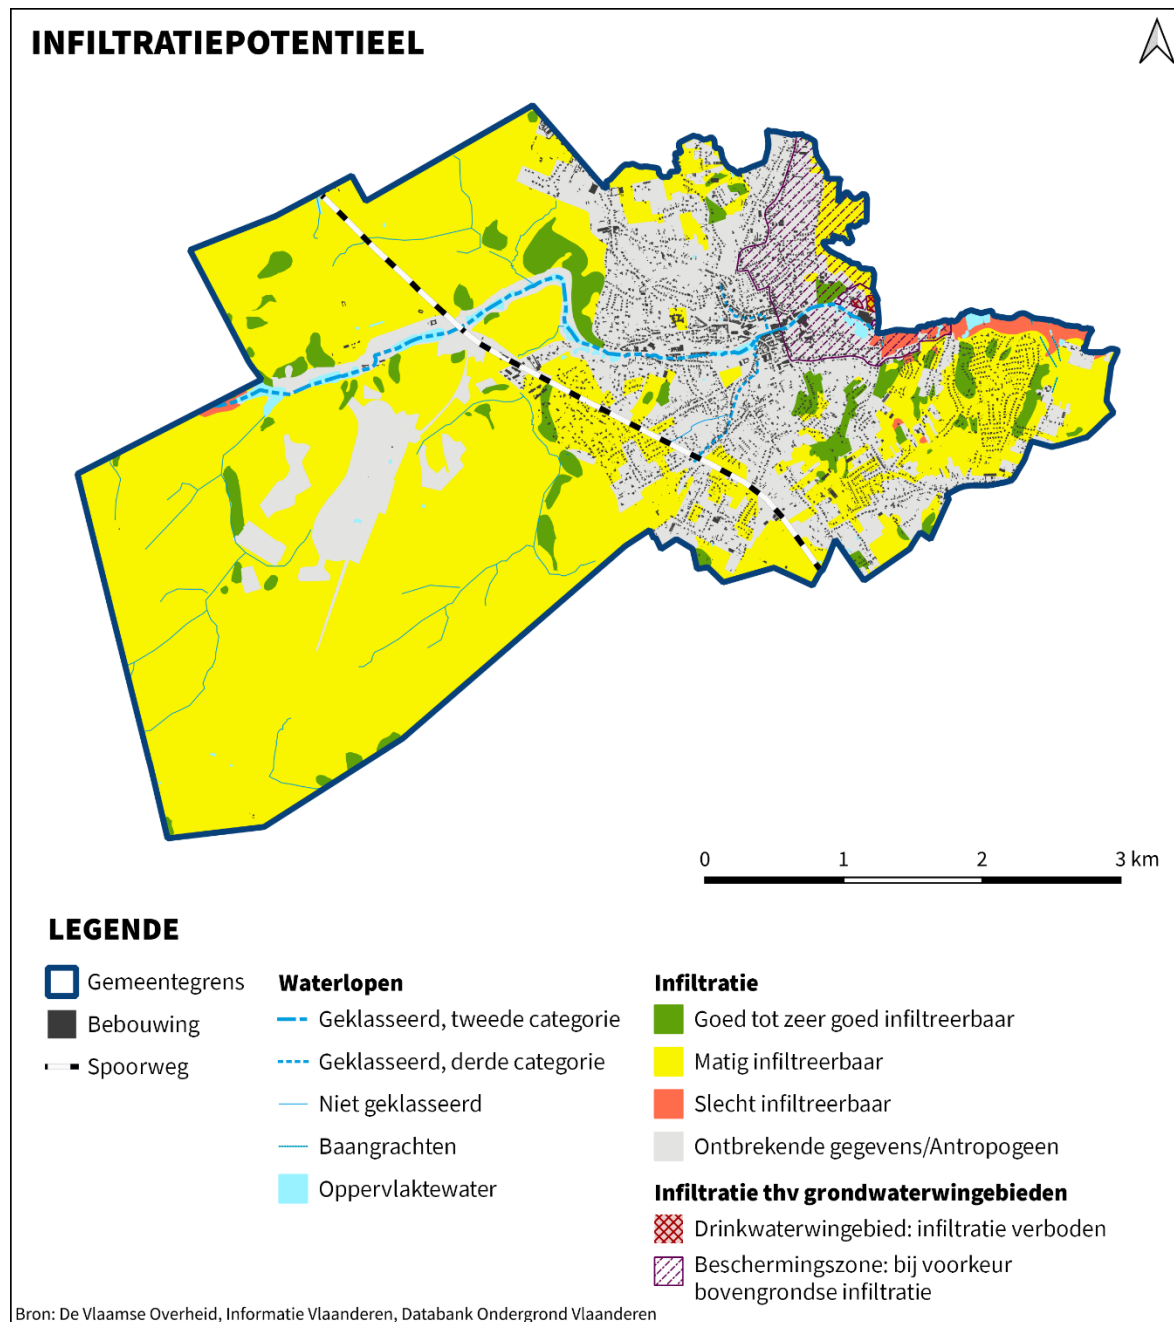 INFILTRATIEPOTENTIEEL
0 1 2 3 km
LEGENDE
Gemeentegrens
Bebouwing
Spoorweg
Waterlopen
Geklasseerd, tweede categorie
Geklasseerd, derde categorie
Niet geklasseerd
Baangrachten
Oppervlaktewater
Infiltratie
Goed tot zeer goed infiltreerbaar
Matig infiltreerbaar
Slecht infiltreerbaar
Ontbrekende gegevens/Antropogeen
Infiltratie thv grondwaterwingebieden
Drinkwaterwingebied: infiltratie verboden
Beschermingszone: bij voorkeur
bovengrondse infiltratie
Bron: De Vlaamse Overheid, Informatie Vlaanderen, Databank Ondergrond Vlaanderen